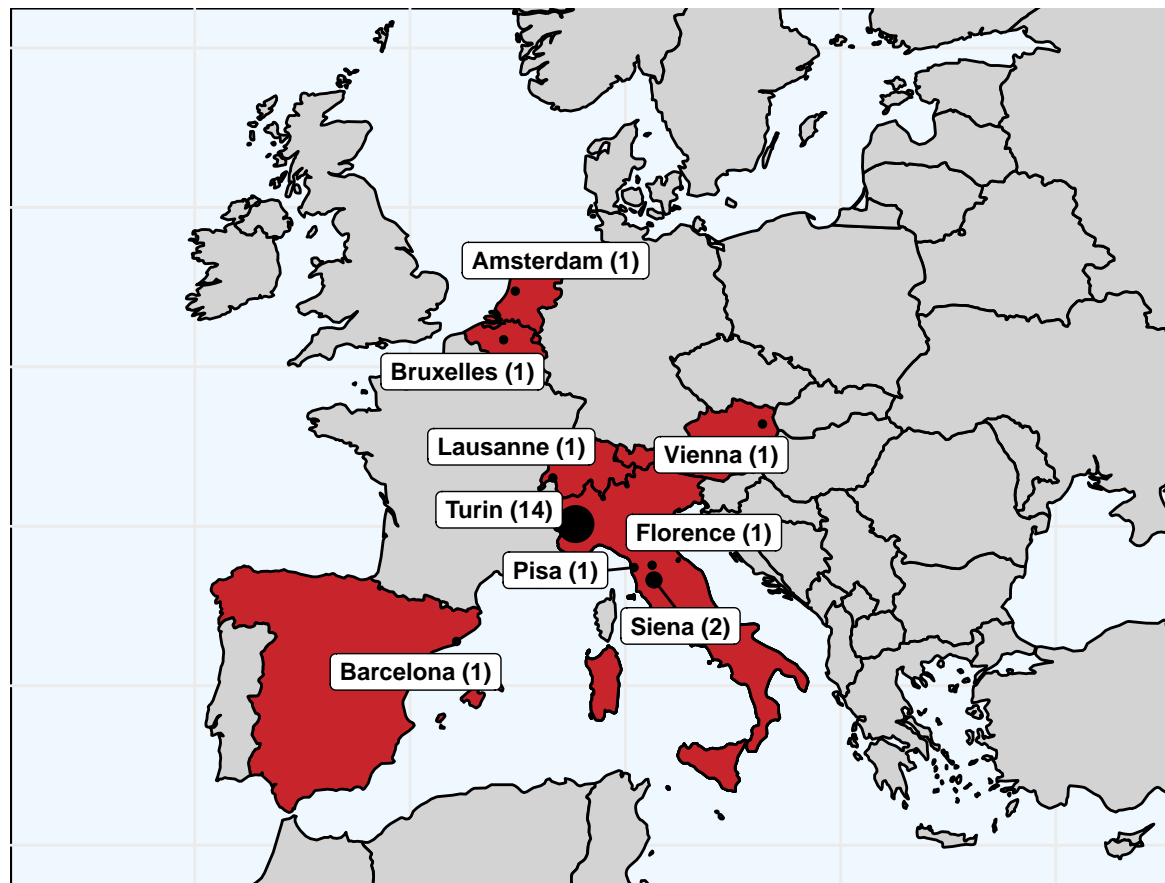 Amsterdam (1)
Bruxelles (1)
Lausanne (1)
Vienna (1)
Turin (14)
Florence (1)
Pisa (1)
Siena (2)
Barcelona (1)